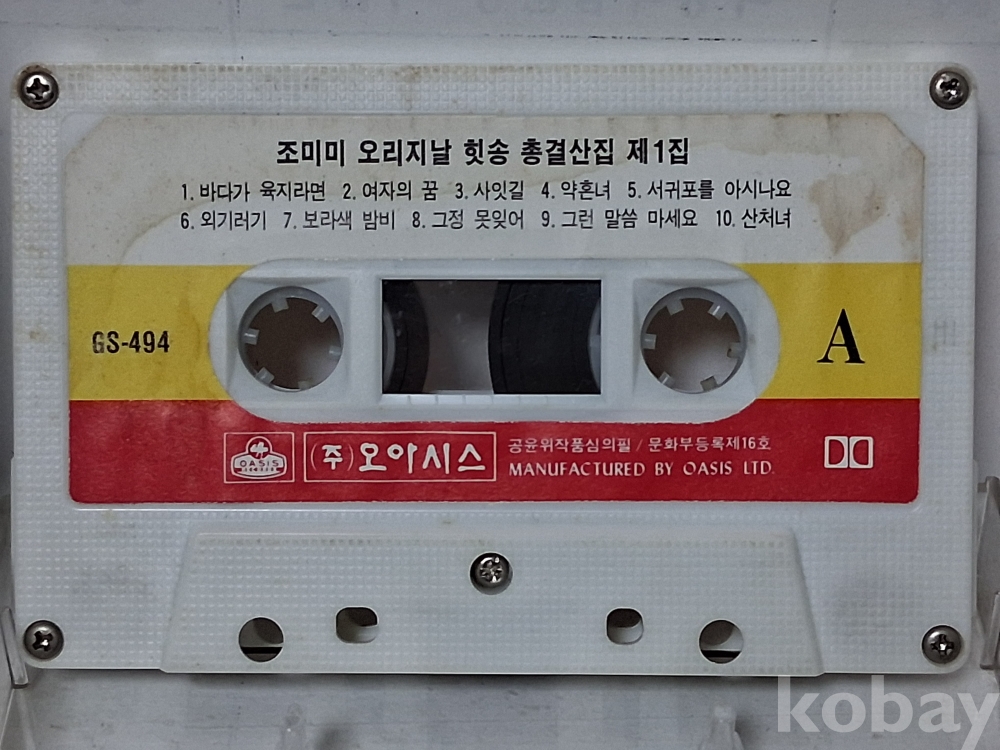 조미미 오리지날 힛송 총결산집 제1집
1. 바다가 육지라면 2. 여자의 꿈 3. 사잇길 4. 약혼녀 5. 서귀포를 아시나요
6. 외기러기 7. 보라색 밤비 8. 그정 못잊어 9. 그런 말씀 마세요 10. 산처녀
GS-494
A
OASIS
RECORDS
(주)오아시스
공윤위작품심의필 / 문화부등록제16호
MANUFACTURED BY OASIS LTD.
kobay